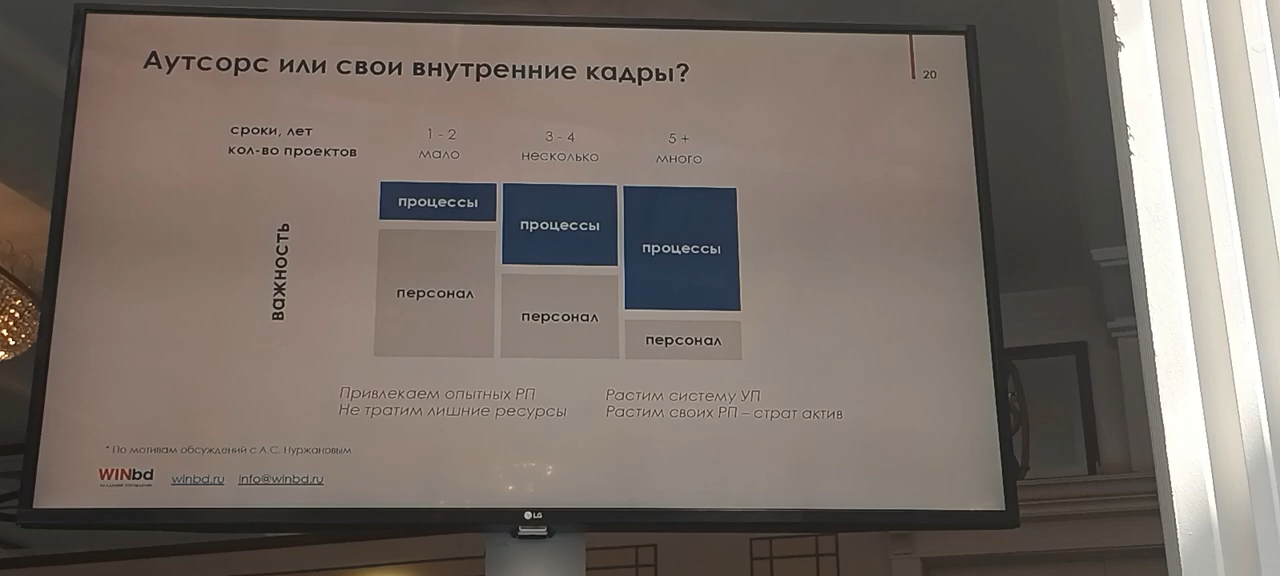 Аутсорс или свои внутренние кадры?
20
сроки, лет 1 - 2 3 - 4 5 +
кол-во проектов мало несколько много
важность
процессы процессы процессы
персонал персонал персонал
Привлекаем опытных РП
Не тратим лишние ресурсы
Растим систему УП
Растим своих РП – страт актив
* По мотивам обсуждений с А.С. Нуржановым
WINbd winbd.ru info@winbd.ru
LG